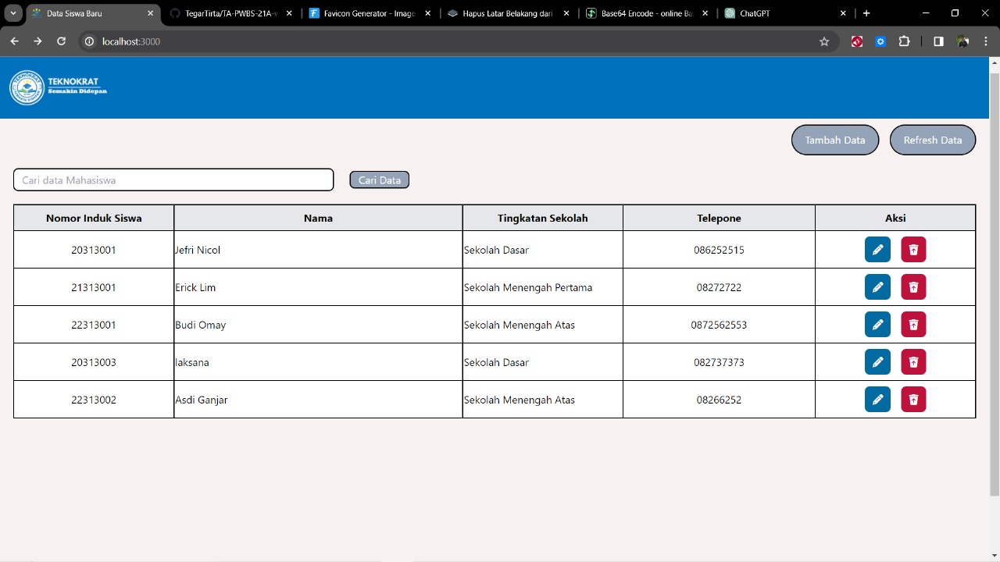 Data Siswa Baru
TegarTirta/TA-PWBS-21A-
Favicon Generator - Image
Hapus Latar Belakang dari
Base64 Encode - online Ba
ChatGPT
localhost:3000
TEKNOKRAT
Semakin Didepan
Tambah Data Refresh Data
Cari data Mahasiswa Cari Data
Nomor Induk Siswa Nama Tingkatan Sekolah Telepone Aksi
20313001 Jefri Nicol Sekolah Dasar 086252515
21313001 Erick Lim Sekolah Menengah Pertama 08272722
22313001 Budi Omay Sekolah Menengah Atas 0872562553
20313003 laksana Sekolah Dasar 082737373
22313002 Asdi Ganjar Sekolah Menengah Atas 08266252